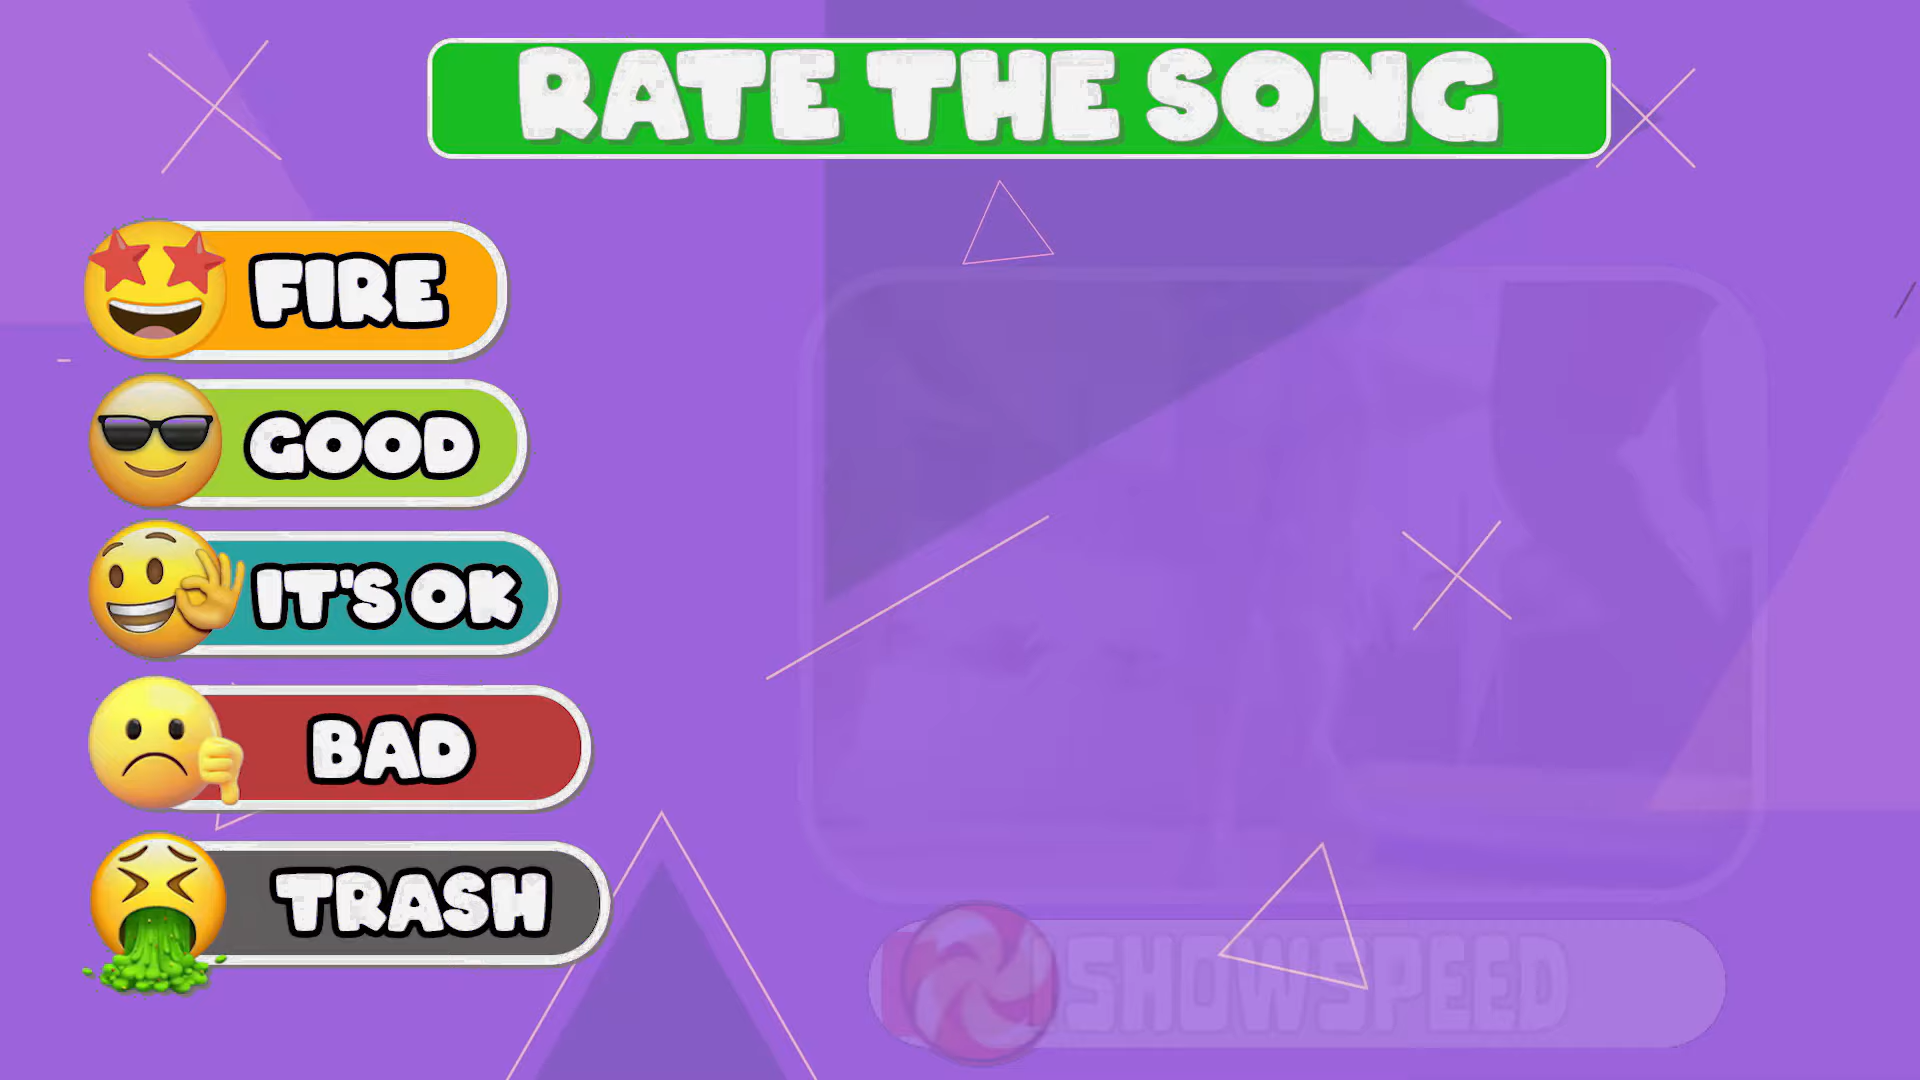 RATE THE SONG
FIRE
GOOD
IT'S OK
BAD
TRASH
ISHOWSPEED